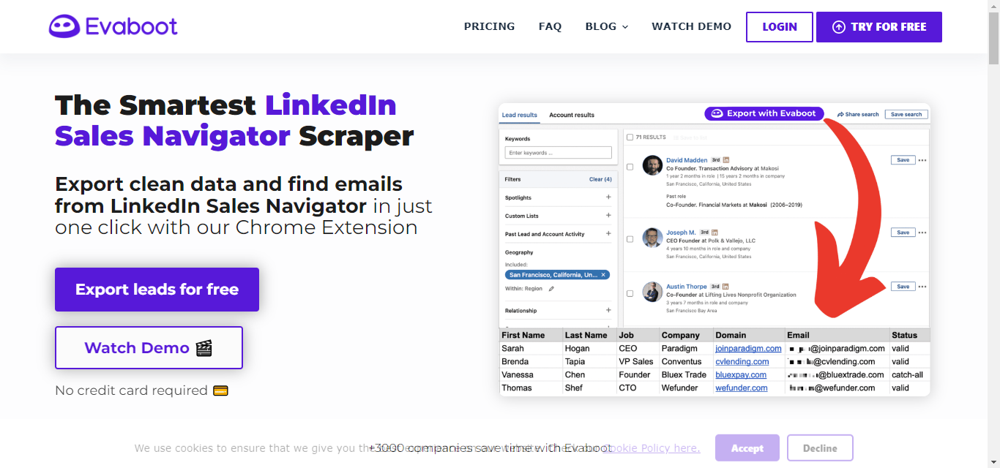 Evaboot
PRICING
FAQ
BLOG
WATCH DEMO
LOGIN
TRY FOR FREE
The Smartest LinkedIn
Sales Navigator Scraper
Export clean data and find emails
from LinkedIn Sales Navigator in just
one click with our Chrome Extension
Export leads for free
Watch Demo
No credit card required
Lead results
Account results
Export with Evaboot
Share search
Save search
Keywords
Enter keywords ...
Filters
Clear (4)
Spotlights
Custom Lists
Past Lead and Account Activity
Geography
Included:
San Francisco, California, Un... ×
Within: Region
Relationship
71 RESULTS
David Madden 3rd
Co Founder. Transaction Advisory at Makosi
1 year 2 months in role | 15 years 2 months in company
San Francisco, California, United States
Past role
Co-Founder. Financial Markets at Makosi (2006–2019)
Save
Joseph M. 3rd
CEO Founder at Polk & Vallejo, LLC
4 years 10 months in role and company
San Francisco, California, United States
Save
Austin Thorpe 3rd
Co-Founder at Lifting Lives Nonprofit Organization
3 years 7 months in role and company
San Francisco Bay Area
Save
First Name Last Name Job Company Domain Email Status
Sarah Hogan CEO Paradigm joinparadigm.com @joinparadigm.com valid
Brenda Tapia VP Sales Conventus cvlending.com @cvlending.com valid
Vanessa Chen Founder Bluex Trade bluexpay.com @bluextrade.com catch-all
Thomas Shef CTO Wefunder wefunder.com @wefunder.com valid
We use cookies to ensure that we give you the best experience on our website. Check our Cookie Policy here.
+3000 companies save time with Evaboot
Accept
Decline